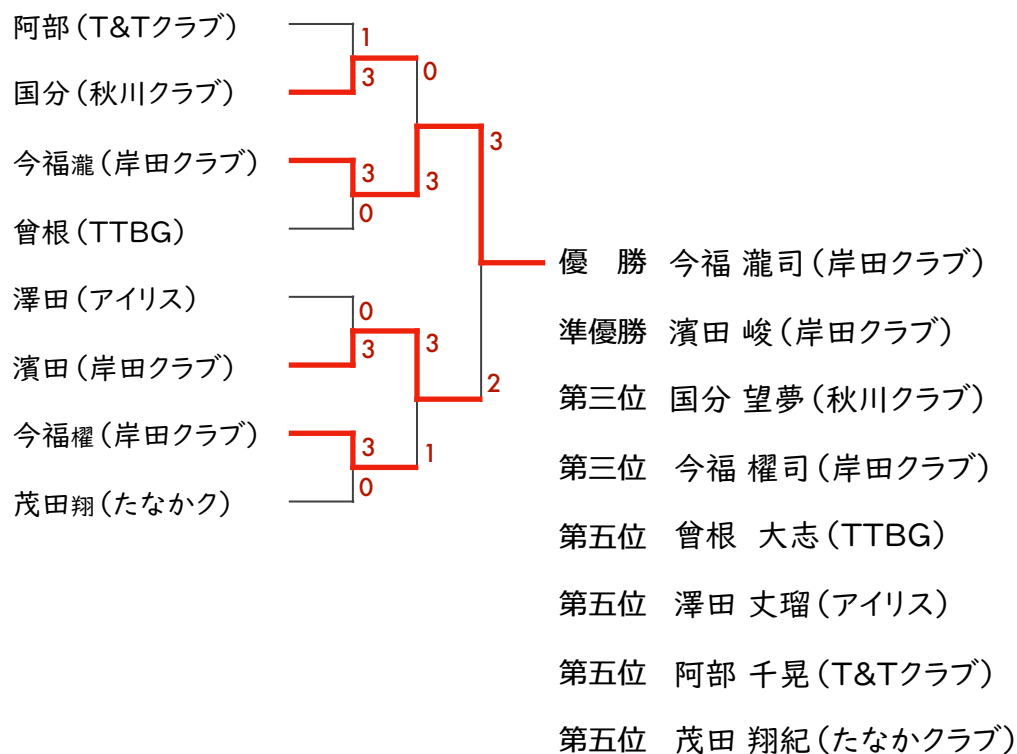 阿部(T&Tクラブ)
1
0
国分(秋川クラブ)
3
3
今福瀧(岸田クラブ)
3
3
曾根(TTBG)
0
優　勝 今福 瀧司(岸田クラブ)
澤田(アイリス)
0
準優勝 濱田 峻(岸田クラブ)
濱田(岸田クラブ)
3
3
2
第三位 国分 望夢(秋川クラブ)
今福櫂(岸田クラブ)
3
1
第三位 今福 櫂司(岸田クラブ)
茂田翔(たなかク)
0
第五位 曾根 大志(TTBG)
第五位 澤田 丈瑠(アイリス)
第五位 阿部 千晃(T&Tクラブ)
第五位 茂田 翔紀(たなかクラブ)